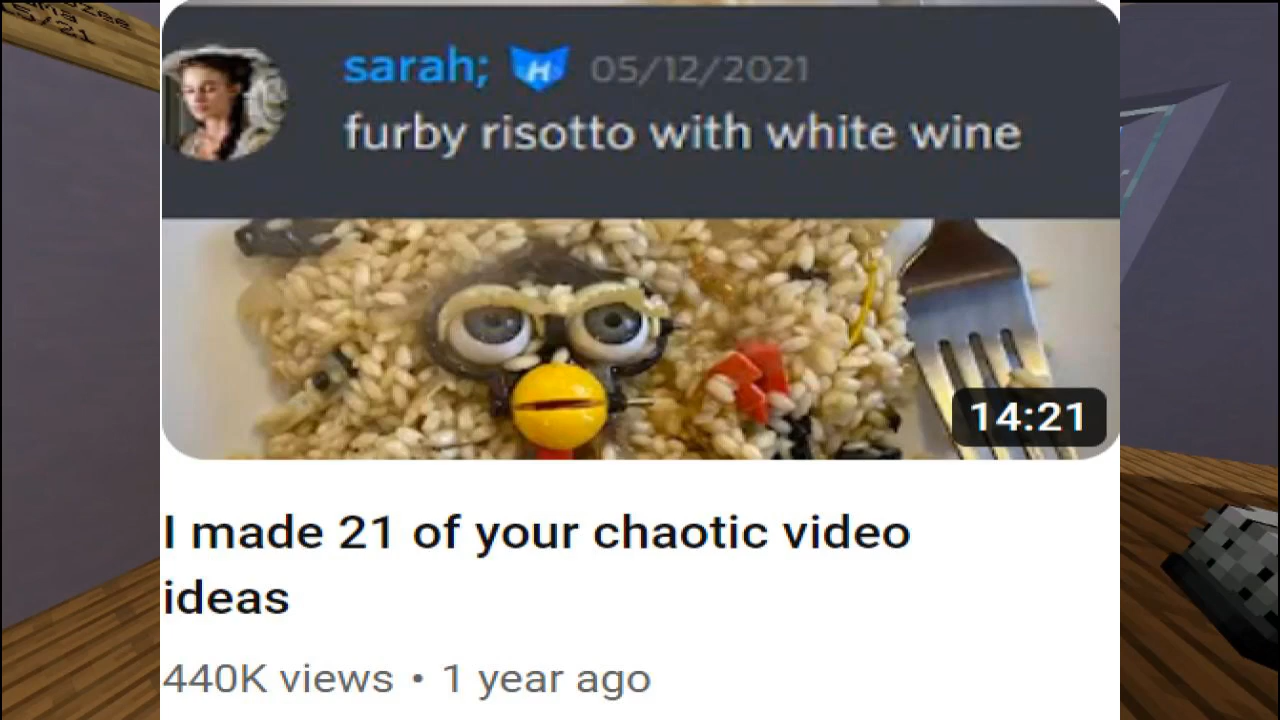 sarah; H 05/12/2021
furby risotto with white wine
14:21
I made 21 of your chaotic video
ideas
440K views • 1 year ago